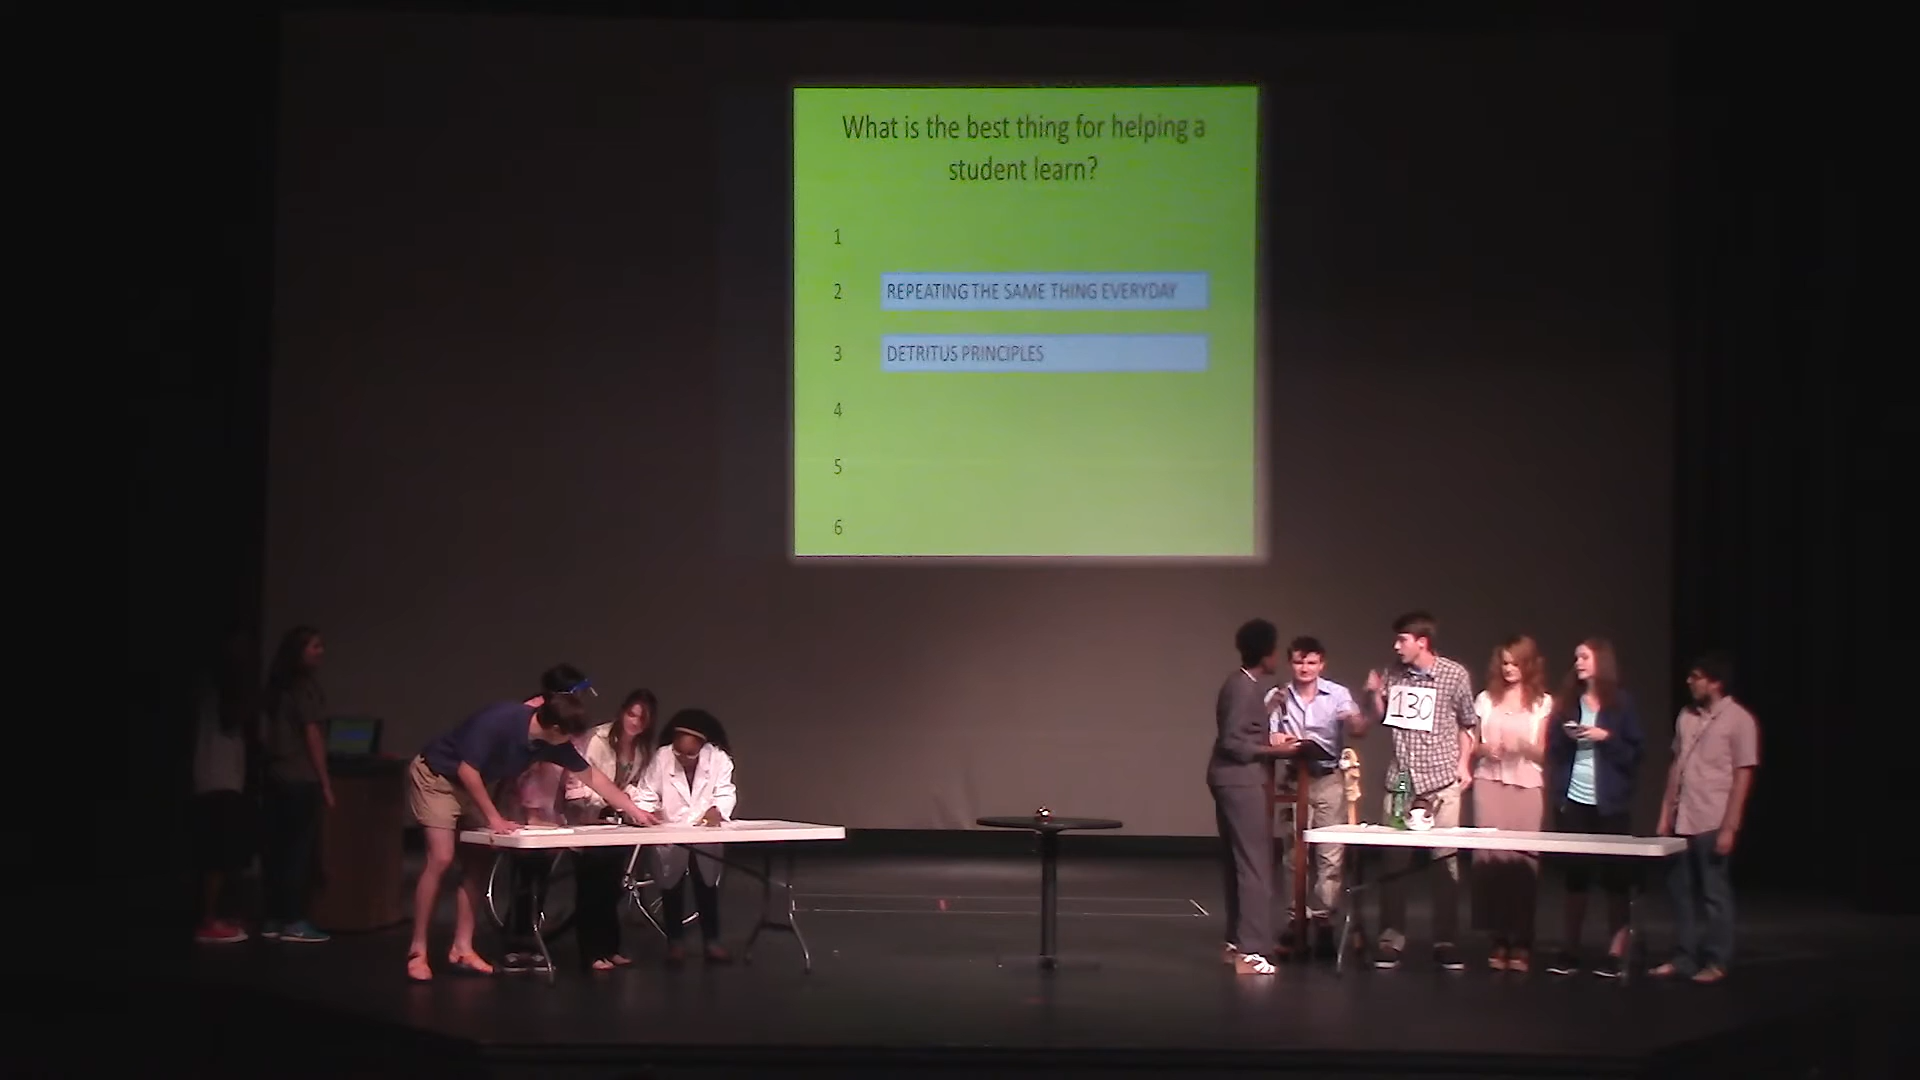 What is the best thing for helping a
student learn?
1
2 REPEATING THE SAME THING EVERYDAY
3 DETRITUS PRINCIPLES
4
5
6
130